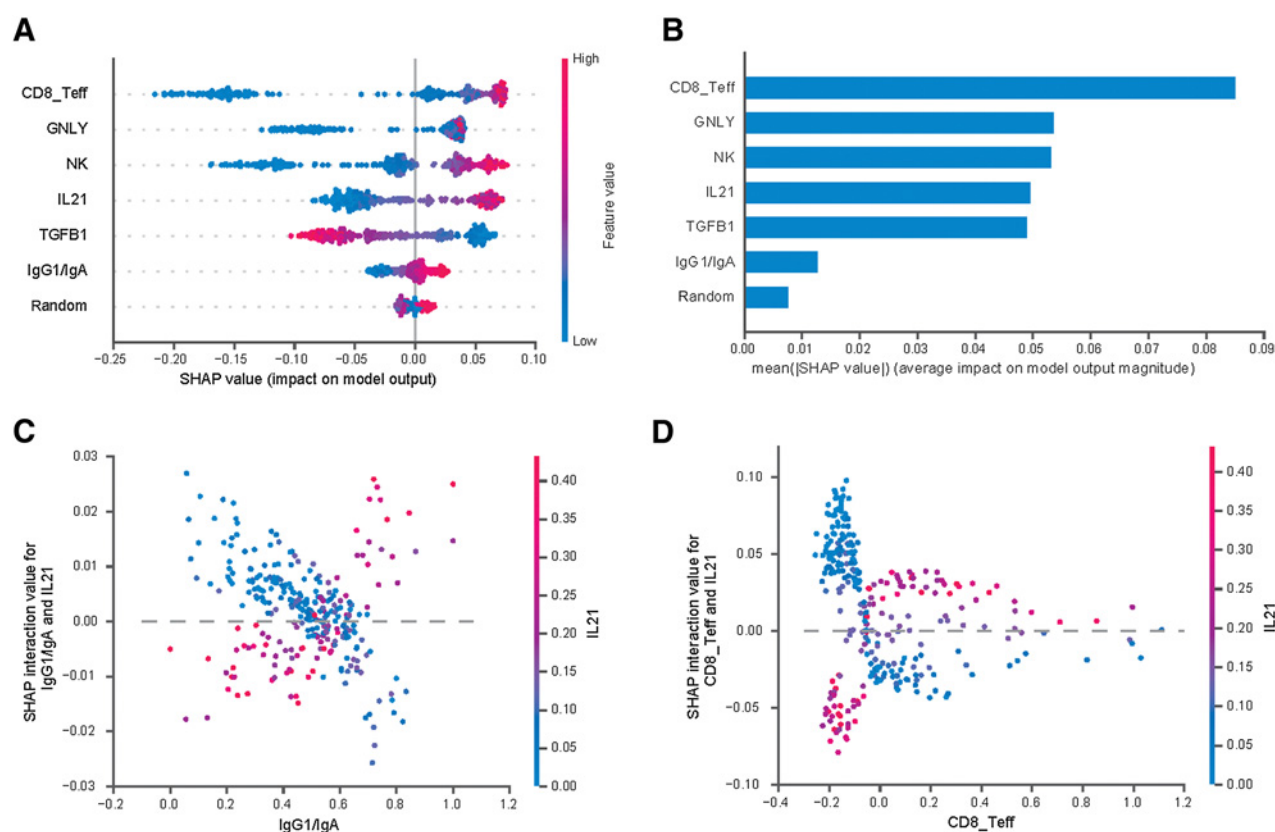 A
High
CD8_Teff
GNLY
NK
IL21
TGFB1
IgG1/IgA
Random
Feature value
Low
−0.25 −0.20 −0.15 −0.10 −0.05 0.00 0.05 0.10
SHAP value (impact on model output)
B
CD8_Teff
GNLY
NK
IL21
TGFB1
IgG1/IgA
Random
0.00 0.01 0.02 0.03 0.04 0.05 0.06 0.07 0.08 0.09
mean(|SHAP value|) (average impact on model output magnitude)
C
SHAP interaction value for
IgG1/IgA and IL21
0.03
0.02
0.01
0.00
−0.01
−0.02
−0.03
−0.2 0.0 0.2 0.4 0.6 0.8 1.0 1.2
IgG1/IgA
0.40
0.35
0.30
0.25
0.20
0.15
0.10
0.05
0.00
IL21
D
SHAP interaction value for
CD8_Teff and IL21
0.10
0.05
0.00
−0.05
−0.10
−0.4 −0.2 0.0 0.2 0.4 0.6 0.8 1.0 1.2
CD8_Teff
0.40
0.35
0.30
0.25
0.20
0.15
0.10
0.05
0.00
IL21